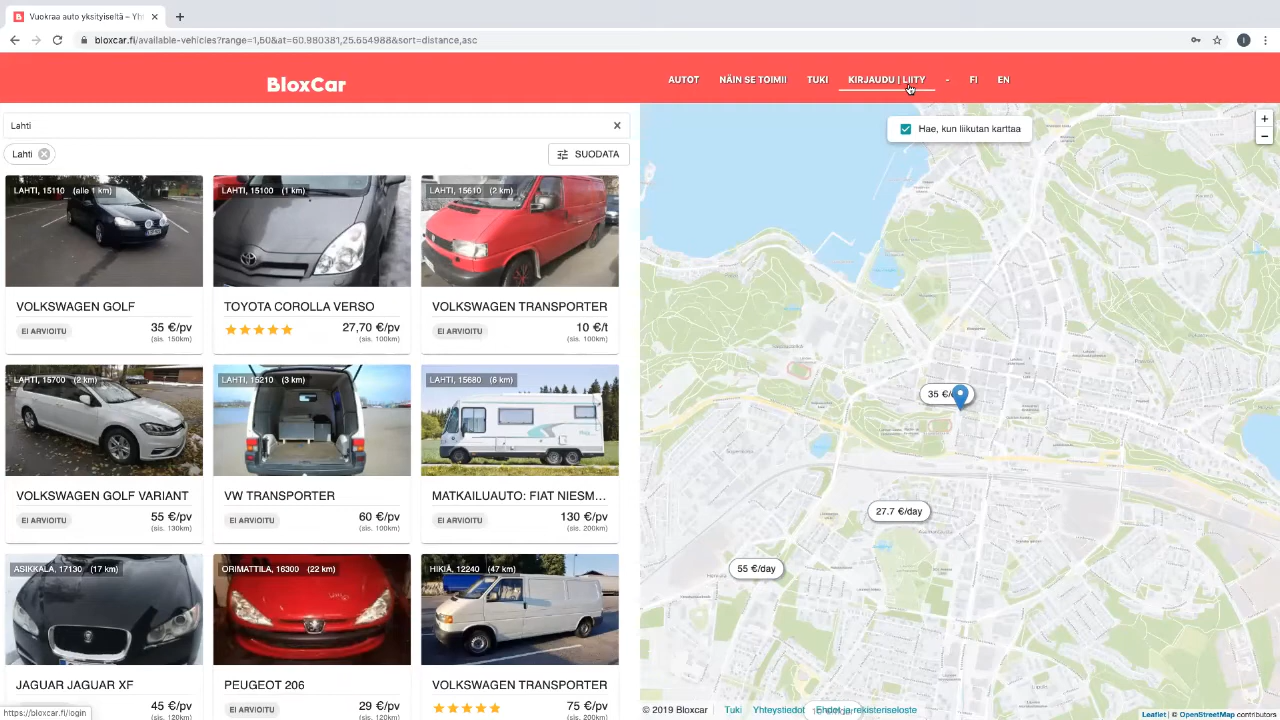 Vuokraa auto yksityiseltä – Yht
bloxcar.fi/available-vehicles?range=1,50&at=60.980381,25.654988&sort=distance,asc
BloxCar
AUTOT NÄIN SE TOIMII TUKI KIRJAUDU | LIITY - FI EN
Lahti
Lahti
SUODATA
LAHTI, 15110 (alle 1 km)
VOLKSWAGEN GOLF
EI ARVIOITU 35 €/pv
(sis. 150km)
LAHTI, 15100 (1 km)
TOYOTA COROLLA VERSO
27,70 €/pv
(sis. 100km)
LAHTI, 15610 (2 km)
VOLKSWAGEN TRANSPORTER
EI ARVIOITU 10 €/t
(sis. 100km)
LAHTI, 15700 (2 km)
VOLKSWAGEN GOLF VARIANT
EI ARVIOITU 55 €/pv
(sis. 130km)
LAHTI, 15210 (3 km)
VW TRANSPORTER
EI ARVIOITU 60 €/pv
(sis. 100km)
LAHTI, 15680 (6 km)
MATKAILUAUTO: FIAT NIESM...
EI ARVIOITU 130 €/pv
(sis. 200km)
ASIKKALA, 17130 (17 km)
JAGUAR JAGUAR XF
45 €/pv
(sis. 120km)
ORIMATTILA, 16300 (22 km)
PEUGEOT 206
EI ARVIOITU 29 €/pv
(sis. 120km)
HIKIÄ, 12240 (47 km)
VOLKSWAGEN TRANSPORTER
75 €/pv
(sis. 200km)
https://bloxcar.fi/login
Hae, kun liikutan karttaa
+
−
35 €/
27.7 €/day
55 €/day
© 2019 Bloxcar Tuki Yhteystiedot Ehdot ja rekisteriseloste
Leaflet | © OpenStreetMap contributors